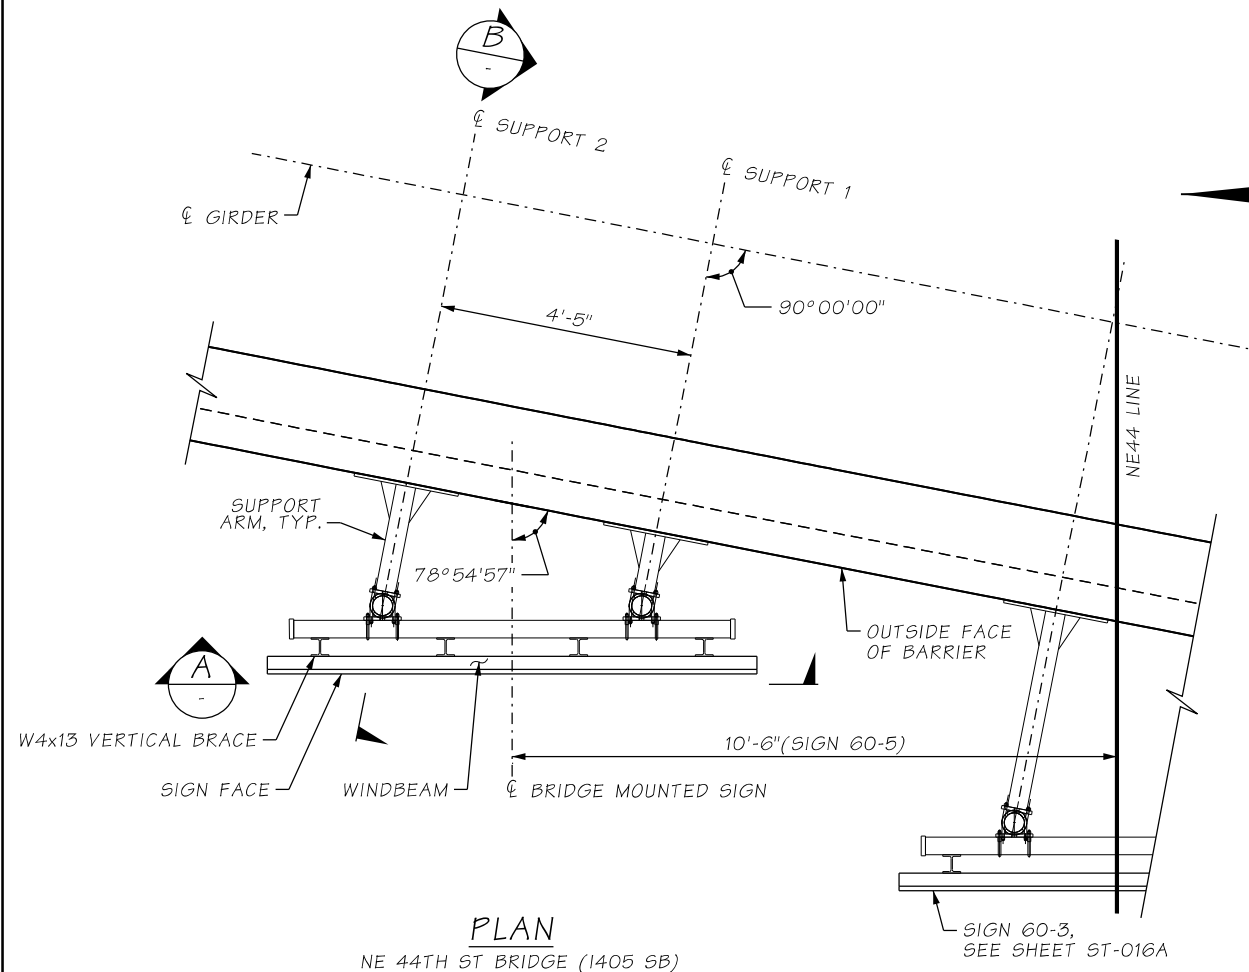 B
-
℄ SUPPORT 2
℄ SUPPORT 1
℄ GIRDER
90°00'00"
4'-5"
NE44 LINE
SUPPORT
ARM, TYP.
78°54'57"
OUTSIDE FACE
OF BARRIER
A
-
W4x13 VERTICAL BRACE
10'-6"(SIGN 60-5)
SIGN FACE
WINDBEAM
℄ BRIDGE MOUNTED SIGN
PLAN
NE 44TH ST BRIDGE (I405 SB)
SIGN 60-3,
SEE SHEET ST-016A